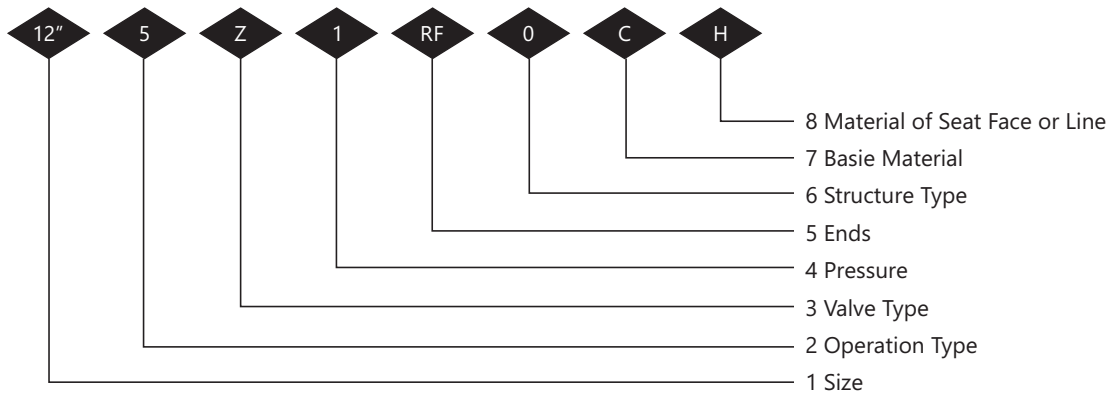 12” 5 Z 1 RF 0 C H
8 Material of Seat Face or Line
7 Basie Material
6 Structure Type
5 Ends
4 Pressure
3 Valve Type
2 Operation Type
1 Size